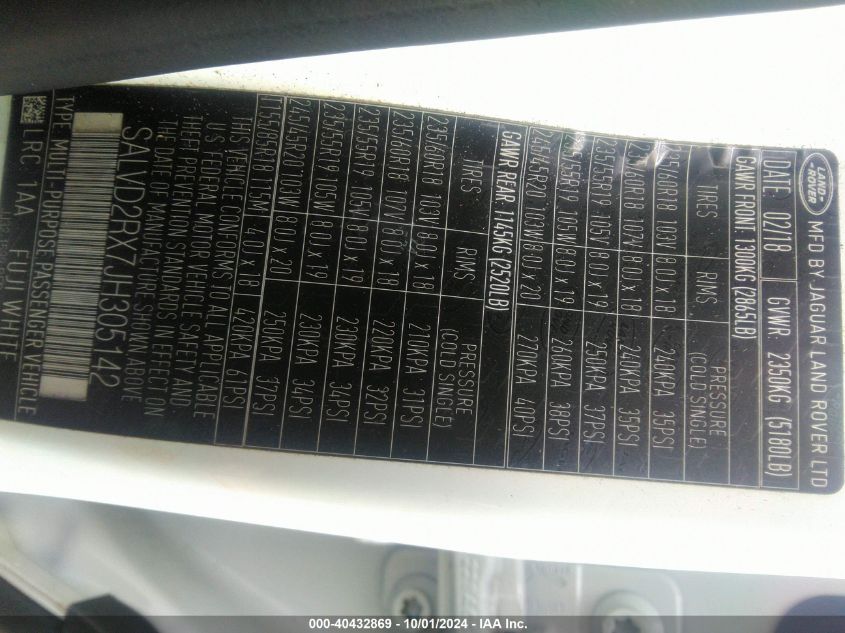 LAND-
ROVER
MFD BY JAGUAR LAND ROVER LTD
DATE 02/18 GVWR: 2350KG (5180LB)
GAWR FRONT: 1300KG (2865LB)
TIRES RIMS PRESSURE
(COLD SINGLE)
235/60R18 103V 8.0J x 18 240KPA 35PSI
225/60R18 107V 8.0J x 18 240KPA 35PSI
235/55R19 105V 8.0J x 19 250KPA 37PSI
235/55R19 105W 8.0J x 19 260KPA 38PSI
245/45R20 103W 8.0J x 20 270KPA 40PSI
GAWR REAR 1145KG (2520LB)
TIRES RIMS PRESSURE
(COLD SINGLE)
235/60R18 103V 8.0J x 18 210KPA 31PSI
225/60R18 107V 8.0J x 18 220KPA 32PSI
235/55R19 105V 8.0J x 19 230KPA 34PSI
235/55R19 105W 8.0J x 19 230KPA 34PSI
245/45R20 103W 8.0J x 20 250KPA 37PSI
T155/85R18 115M 4.0J x 18 420KPA 61PSI
THIS VEHICLE CONFORMS TO ALL APPLICABLE
US FEDERAL MOTOR VEHICLE SAFETY AND
THEFT PREVENTION STANDARDS IN EFFECT ON
THE DATE OF MANUFACTURE SHOWN ABOVE
SALVD2RX7JH305142
TYPE:MULTI-PURPOSE PASSENGER VEHICLE
LRC 1AA FUJI WHITE
000-40432869 - 10/01/2024 - IAA Inc.